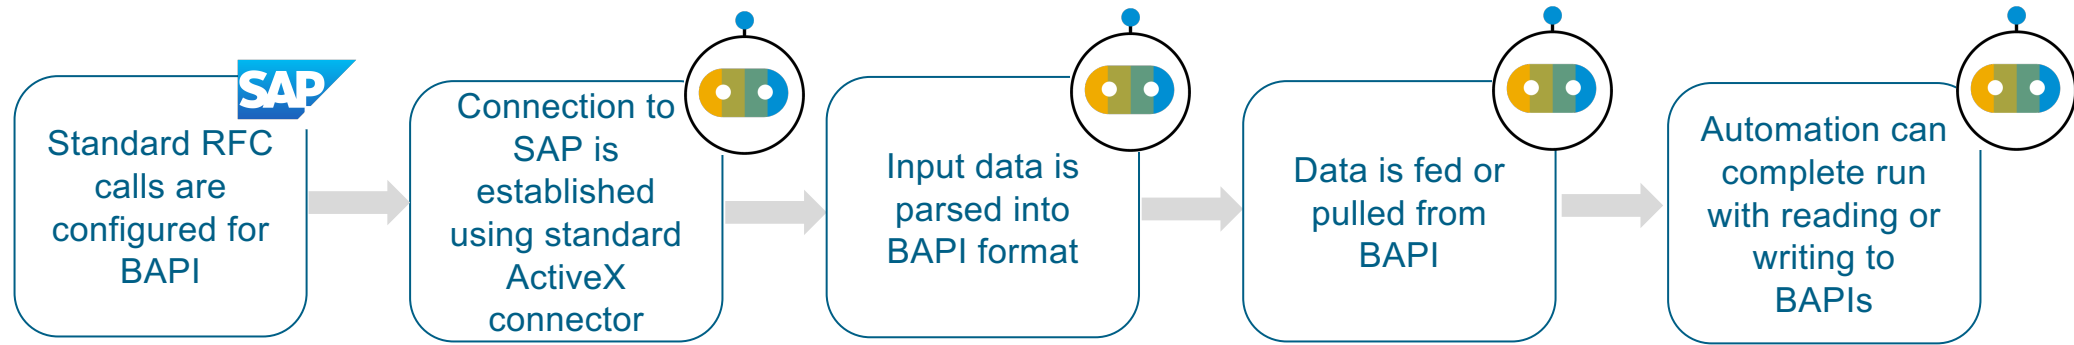 SAP
Standard RFC
calls are
configured for
BAPI
Connection to
SAP is
established
using standard
ActiveX
connector
Input data is
parsed into
BAPI format
Data is fed or
pulled from
BAPI
Automation can
complete run
with reading or
writing to
BAPIs